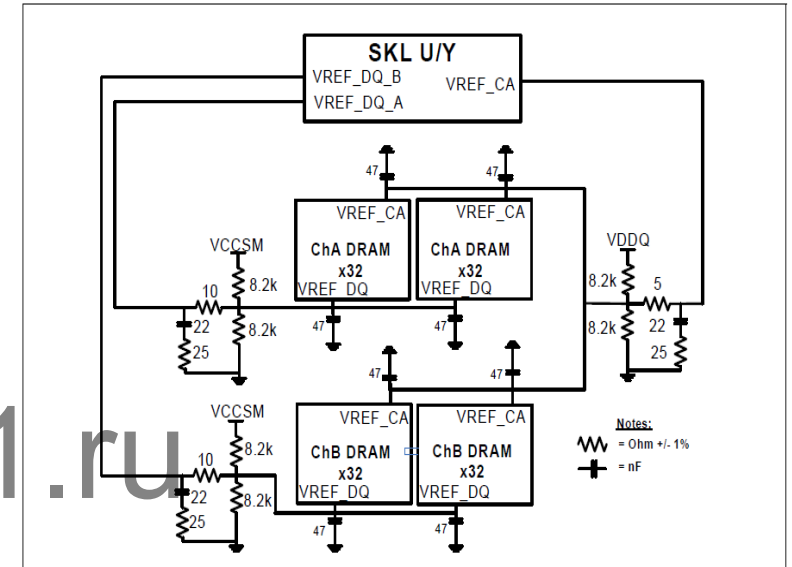 SKL U/Y
VREF_DQ_B
VREF_CA
VREF_DQ_A
47
47
VREF_CA
VREF_CA
VCCSM
ChA DRAM
ChA DRAM
VDDQ
x32
x32
10
8.2k
VREF_DQ
VREF_DQ
8.2k
5
22
8.2k
47
47
8.2k
22
25
25
47
47
VCCSM
VREF_CA
VREF_CA
Notes:
10
8.2k
ChB DRAM
ChB DRAM
= Ohm +/- 1%
x32
x32
= nF
22
8.2k
VREF_DQ
VREF_DQ
25
47
47
1.ru